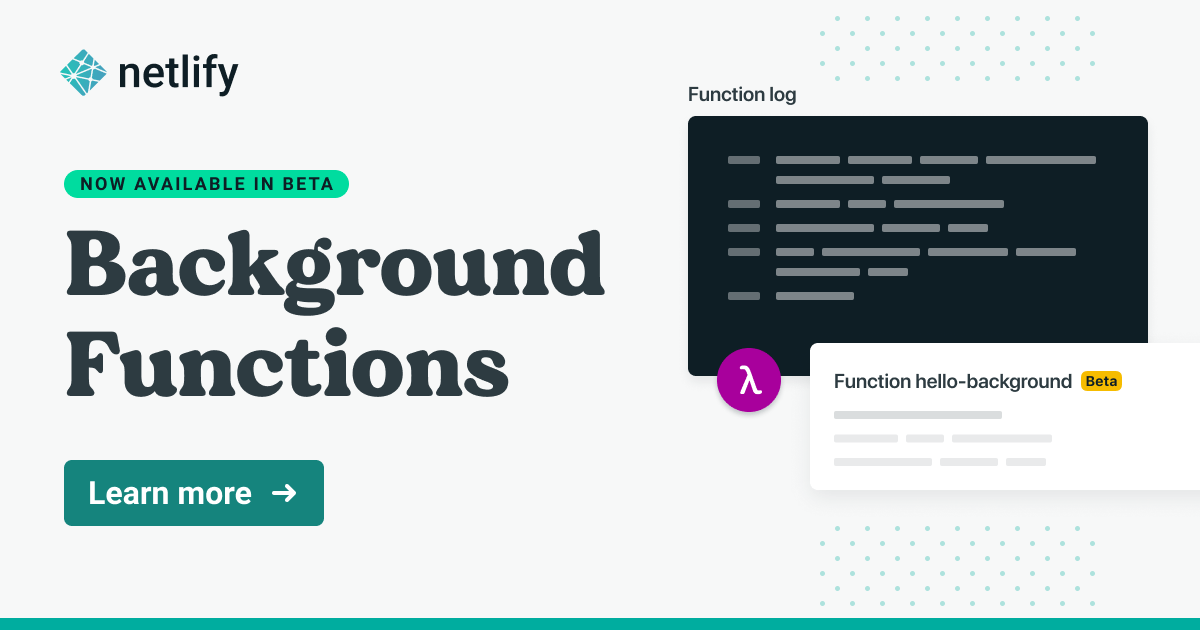 netlify
NOW AVAILABLE IN BETA
Background
Functions
Learn more
Function log
λ
Function hello-background Beta